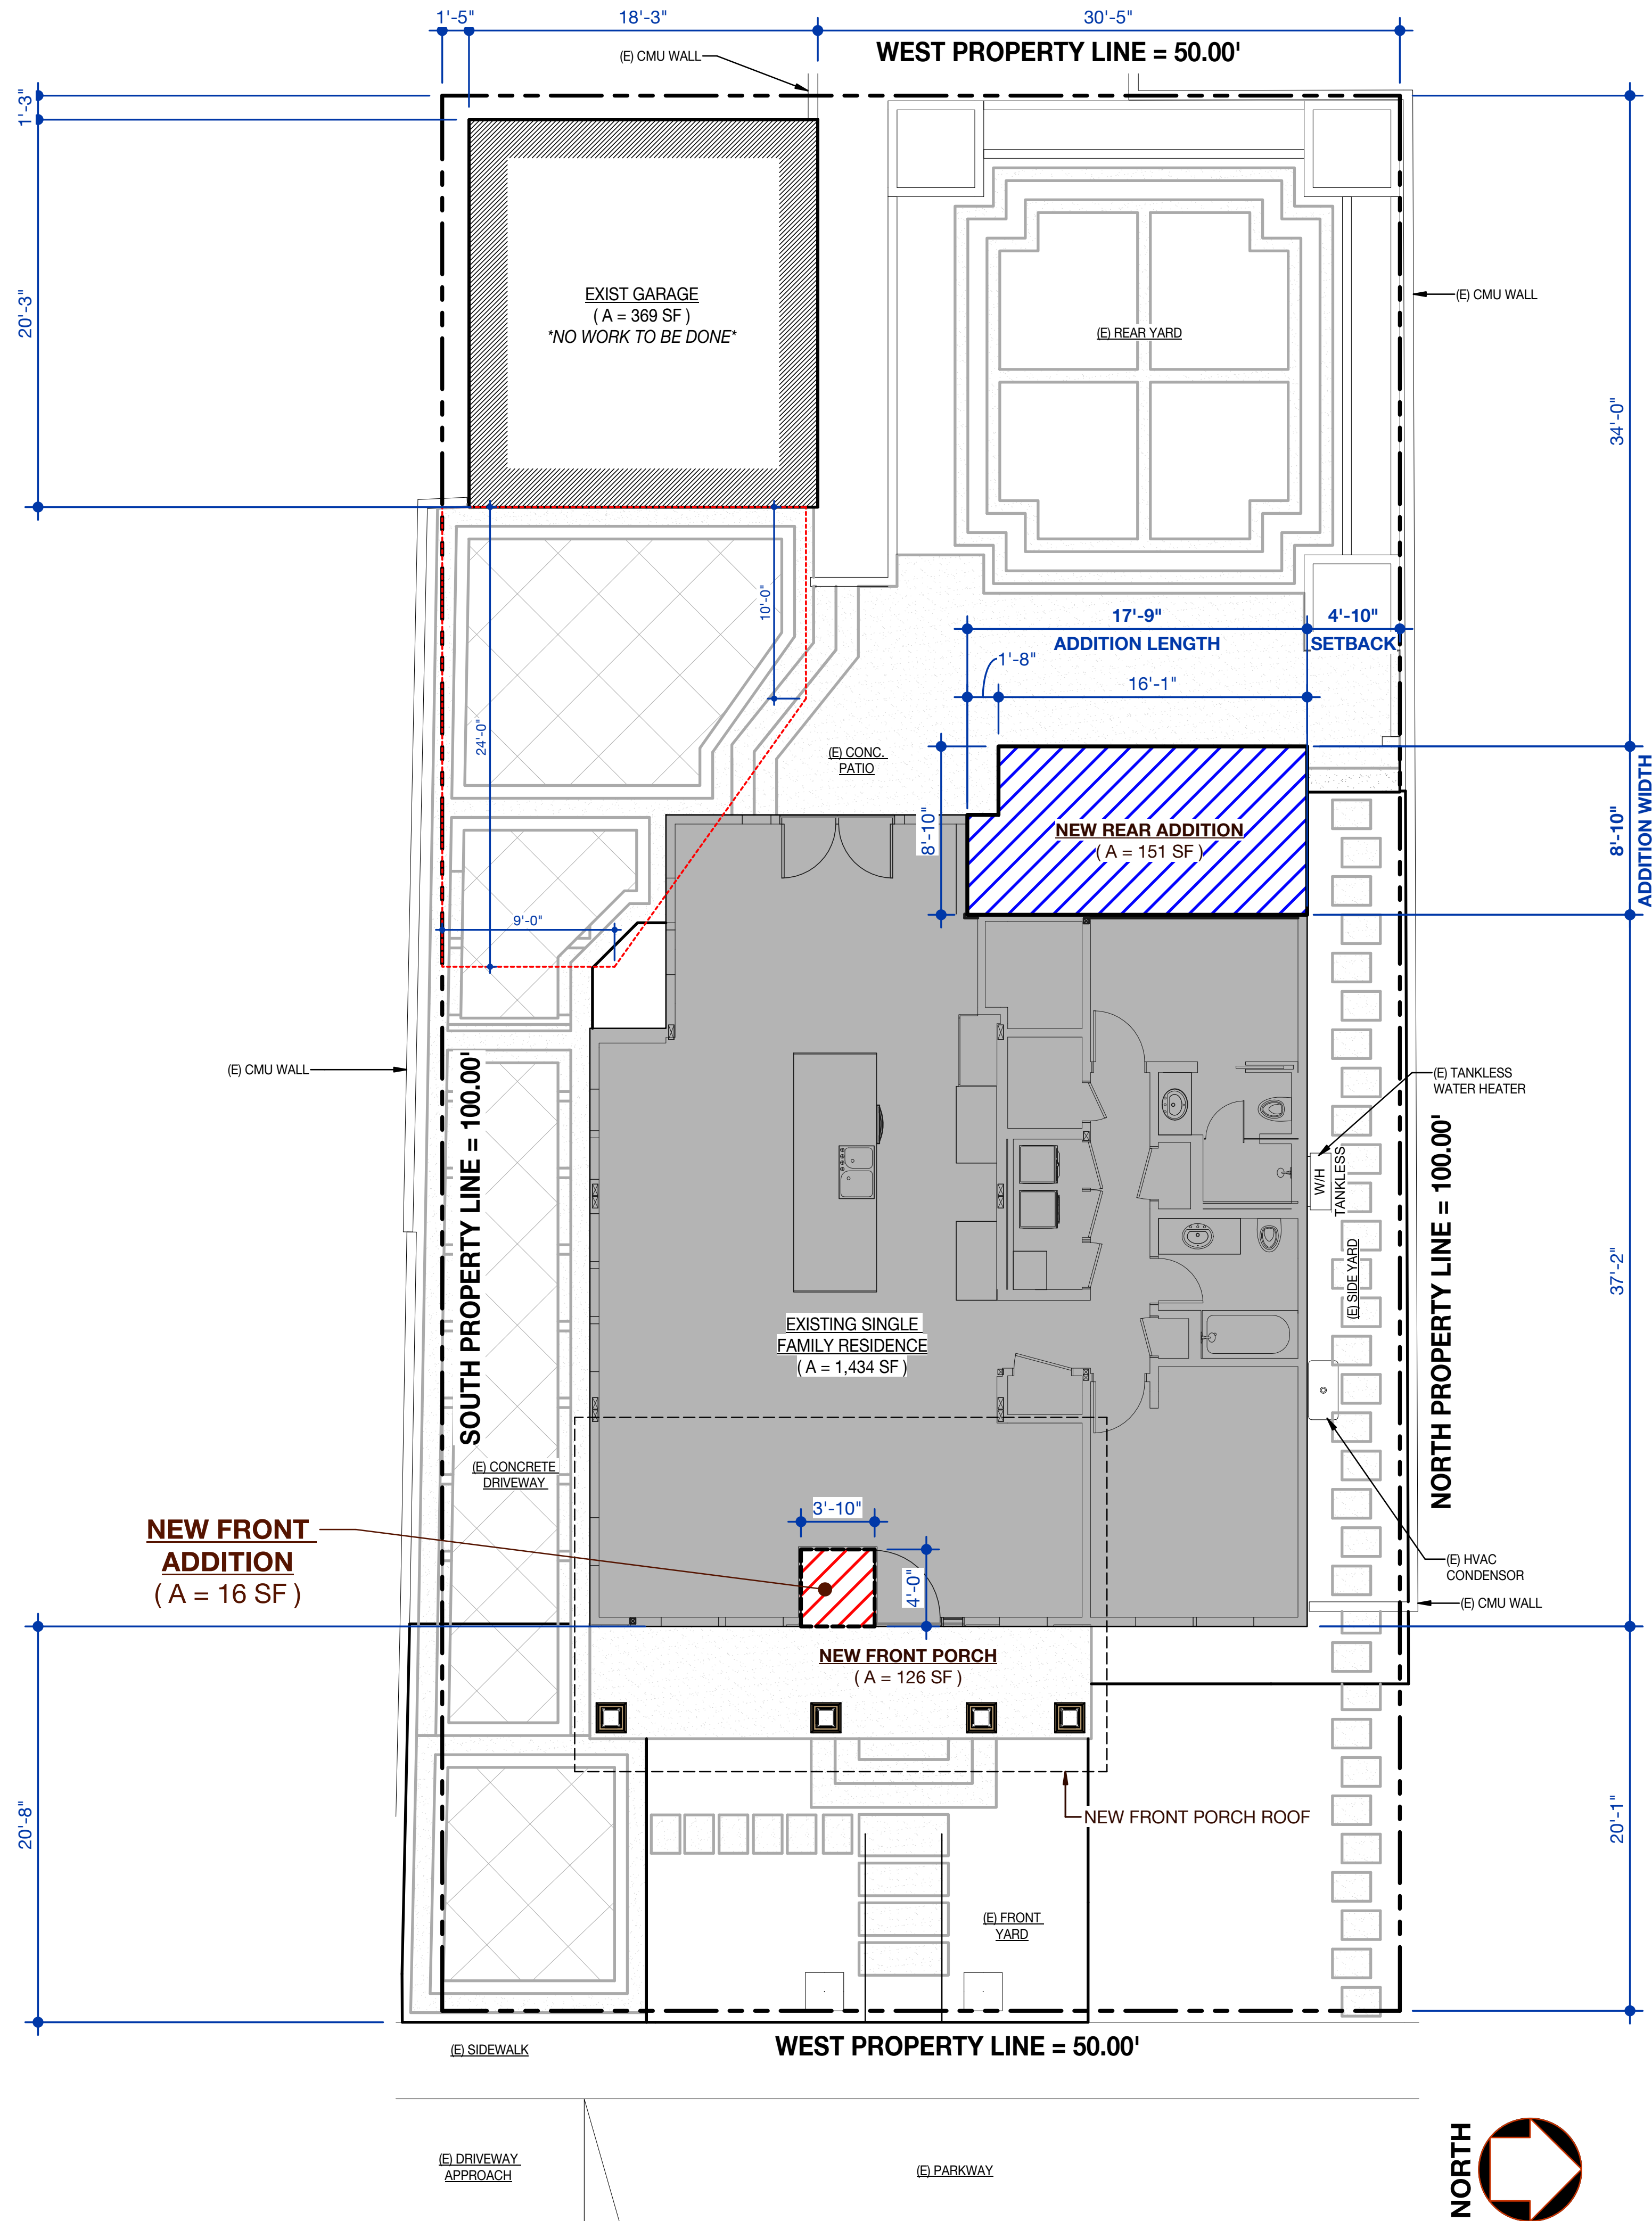 1'-5"
18'-3"
30'-5"
(E) CMU WALL
WEST PROPERTY LINE = 50.00'
1'-3"
20'-3"
EXIST GARAGE
( A = 369 SF )
*NO WORK TO BE DONE*
(E) REAR YARD
(E) CMU WALL
34'-0"
10'-0"
24'-0"
17'-9"
ADDITION LENGTH
4'-10"
SETBACK
1'-8"
16'-1"
(E) CONC.
PATIO
8'-10"
NEW REAR ADDITION
( A = 151 SF )
8'-10"
ADDITION WIDTH
9'-0"
(E) CMU WALL
SOUTH PROPERTY LINE = 100.00'
(E) TANKLESS
WATER HEATER
W/H
TANKLESS
(E) SIDE YARD
NORTH PROPERTY LINE = 100.00'
37'-2"
EXISTING SINGLE
FAMILY RESIDENCE
( A = 1,434 SF )
(E) CONCRETE
DRIVEWAY
3'-10"
4'-0"
NEW FRONT
ADDITION
( A = 16 SF )
(E) HVAC
CONDENSOR
(E) CMU WALL
NEW FRONT PORCH
( A = 126 SF )
NEW FRONT PORCH ROOF
20'-8"
20'-1"
(E) FRONT
YARD
(E) SIDEWALK
WEST PROPERTY LINE = 50.00'
(E) DRIVEWAY
APPROACH
(E) PARKWAY
NORTH